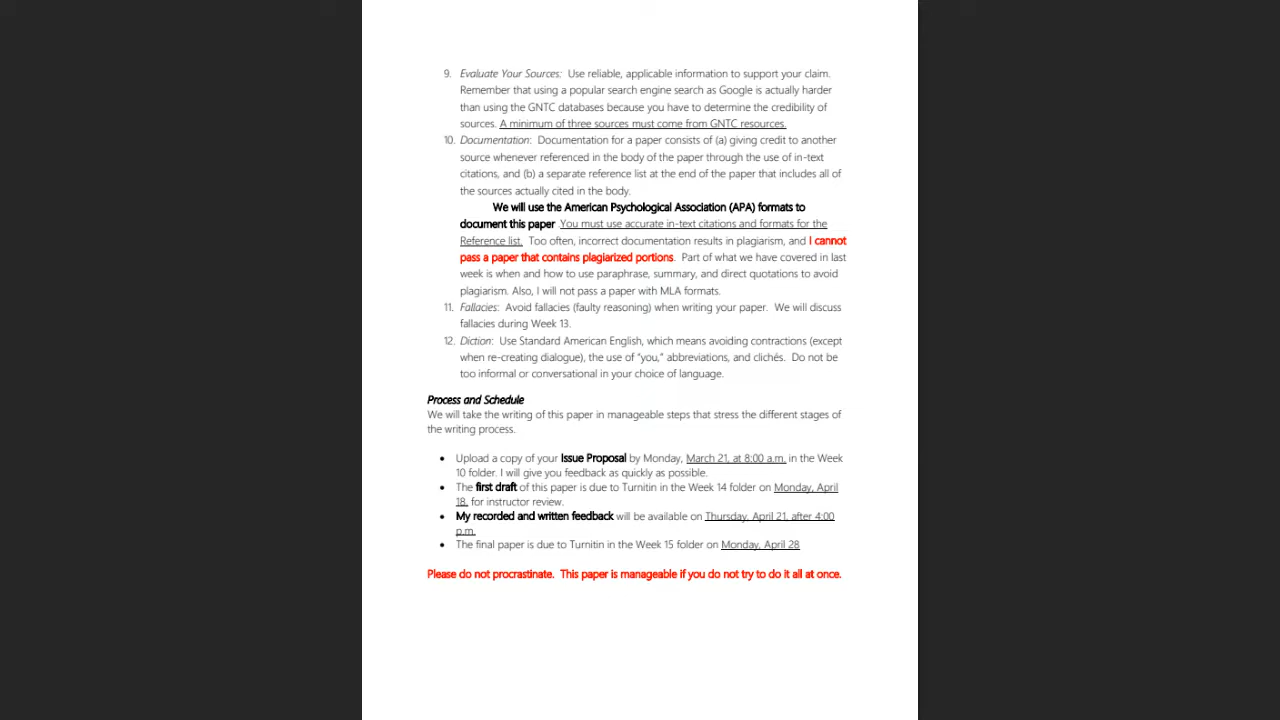 9. Evaluate Your Sources: Use reliable, applicable information to support your claim.
Remember that using a popular search engine search as Google is actually harder
than using the GNTC databases because you have to determine the credibility of
sources. A minimum of three sources must come from GNTC resources.
10. Documentation: Documentation for a paper consists of (a) giving credit to another
source whenever referenced in the body of the paper through the use of in-text
citations, and (b) a separate reference list at the end of the paper that includes all of
the sources actually cited in the body.
We will use the American Psychological Association (APA) formats to
document this paper You must use accurate in-text citations and formats for the
Reference list. Too often, incorrect documentation results in plagiarism, and I cannot
pass a paper that contains plagiarized portions. Part of what we have covered in last
week is when and how to use paraphrase, summary, and direct quotations to avoid
plagiarism. Also, I will not pass a paper with MLA formats.
11. Fallacies: Avoid fallacies (faulty reasoning) when writing your paper. We will discuss
fallacies during Week 13.
12. Diction: Use Standard American English, which means avoiding contractions (except
when re-creating dialogue), the use of “you,” abbreviations, and clichés. Do not be
too informal or conversational in your choice of language.
Process and Schedule
We will take the writing of this paper in manageable steps that stress the different stages of
the writing process.
• Upload a copy of your Issue Proposal by Monday, March 21, at 8:00 a.m. in the Week
10 folder. I will give you feedback as quickly as possible.
• The first draft of this paper is due to Turnitin in the Week 14 folder on Monday, April
18, for instructor review.
• My recorded and written feedback will be available on Thursday, April 21, after 4:00
p.m.
• The final paper is due to Turnitin in the Week 15 folder on Monday, April 28
Please do not procrastinate. This paper is manageable if you do not try to do it all at once.